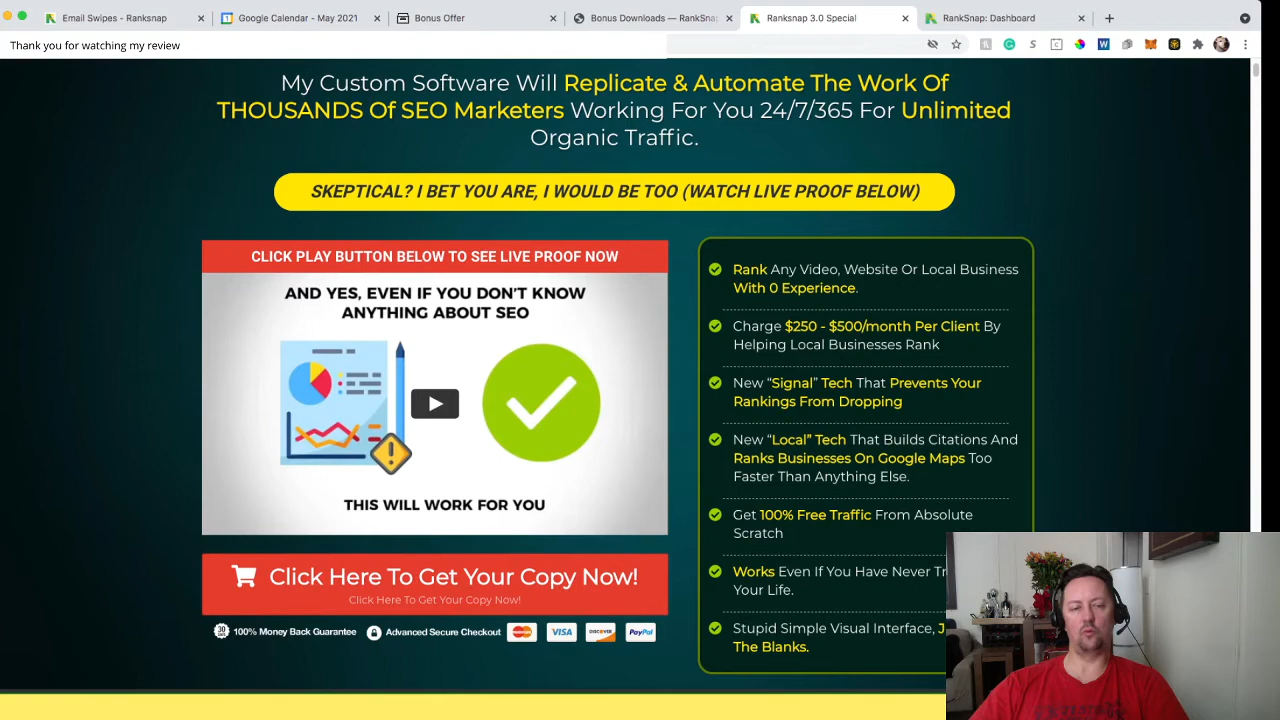 Email Swipes - Ranksnap
Google Calendar - May 2021
Bonus Offer
Bonus Downloads — RankSna
Ranksnap 3.0 Special
RankSnap: Dashboard
Thank you for watching my review
My Custom Software Will Replicate & Automate The Work Of
THOUSANDS Of SEO Marketers Working For You 24/7/365 For Unlimited
Organic Traffic.
SKEPTICAL? I BET YOU ARE, I WOULD BE TOO (WATCH LIVE PROOF BELOW)
CLICK PLAY BUTTON BELOW TO SEE LIVE PROOF NOW
AND YES, EVEN IF YOU DON'T KNOW
ANYTHING ABOUT SEO
THIS WILL WORK FOR YOU
Click Here To Get Your Copy Now!
Click Here To Get Your Copy Now!
30 DAYS 100% Money Back Guarantee
Advanced Secure Checkout
VISA
DISCOVER
PayPal
Rank Any Video, Website Or Local Business
With 0 Experience.
Charge $250 - $500/month Per Client By
Helping Local Businesses Rank
New “Signal” Tech That Prevents Your
Rankings From Dropping
New “Local” Tech That Builds Citations And
Ranks Businesses On Google Maps Too
Faster Than Anything Else.
Get 100% Free Traffic From Absolute
Scratch
Works Even If You Have Never Tr
Your Life.
Stupid Simple Visual Interface, J
The Blanks.